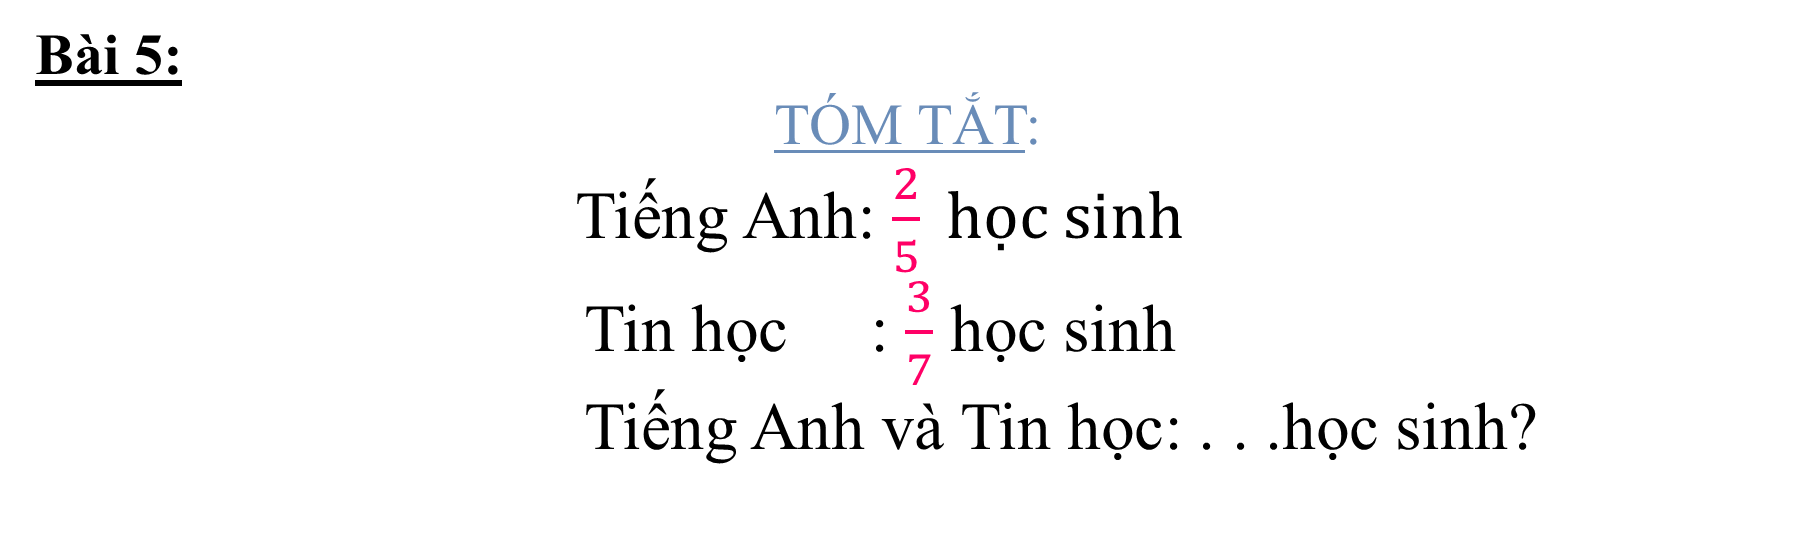 Bài 5:
TÓM TẮT:
Tiếng Anh: 2/5 học sinh
Tin học : 3/7 học sinh
Tiếng Anh và Tin học: . . .học sinh?